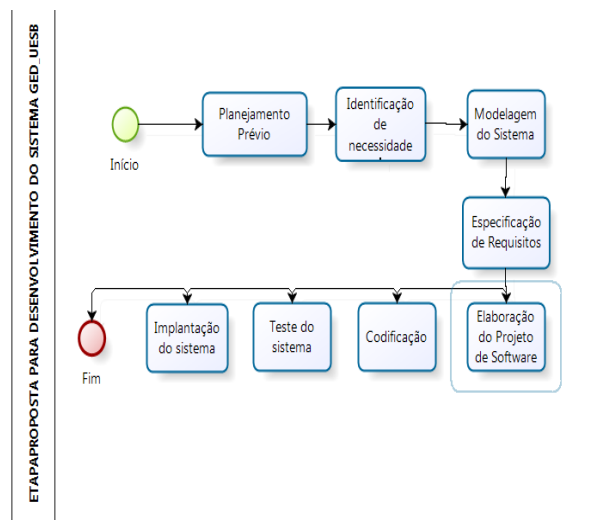 ETAPAPROPOSTA PARA DESENVOLVIMENTO DO SISTEMA GED_UESB
Início
Planejamento
Prévio
Identificação
de
necessidade
Modelagem
do Sistema
Especificação
de Requisitos
Elaboração
do Projeto
de Software
Codificação
Teste do
sistema
Implantação
do sistema
Fim